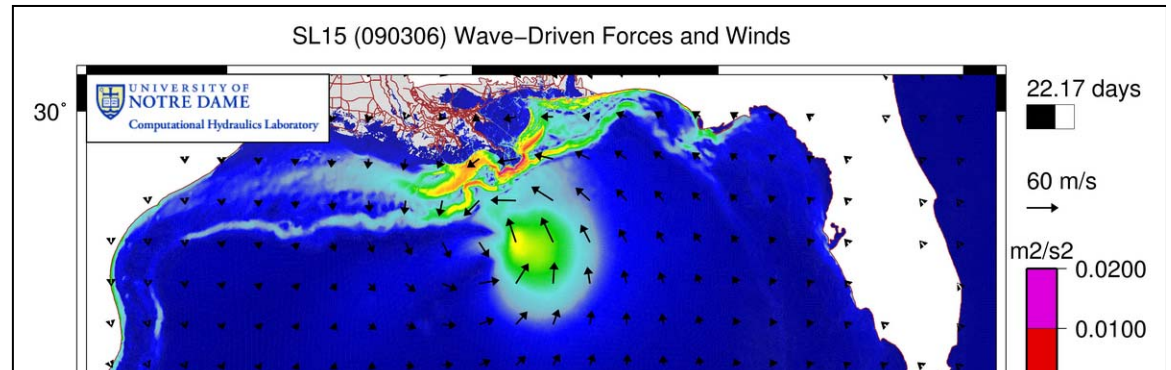 SL15 (090306) Wave−Driven Forces and Winds
UNIVERSITY OF
NOTRE DAME
Computational Hydraulics Laboratory
30°
22.17 days
60 m/s
m2/s2
0.0200
0.0100